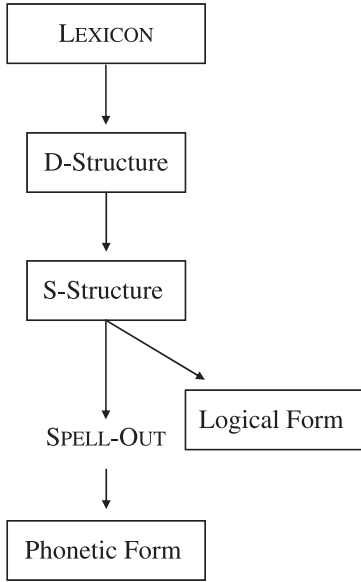 LEXICON
D-Structure
S-Structure
Logical Form
SPELL-OUT
Phonetic Form